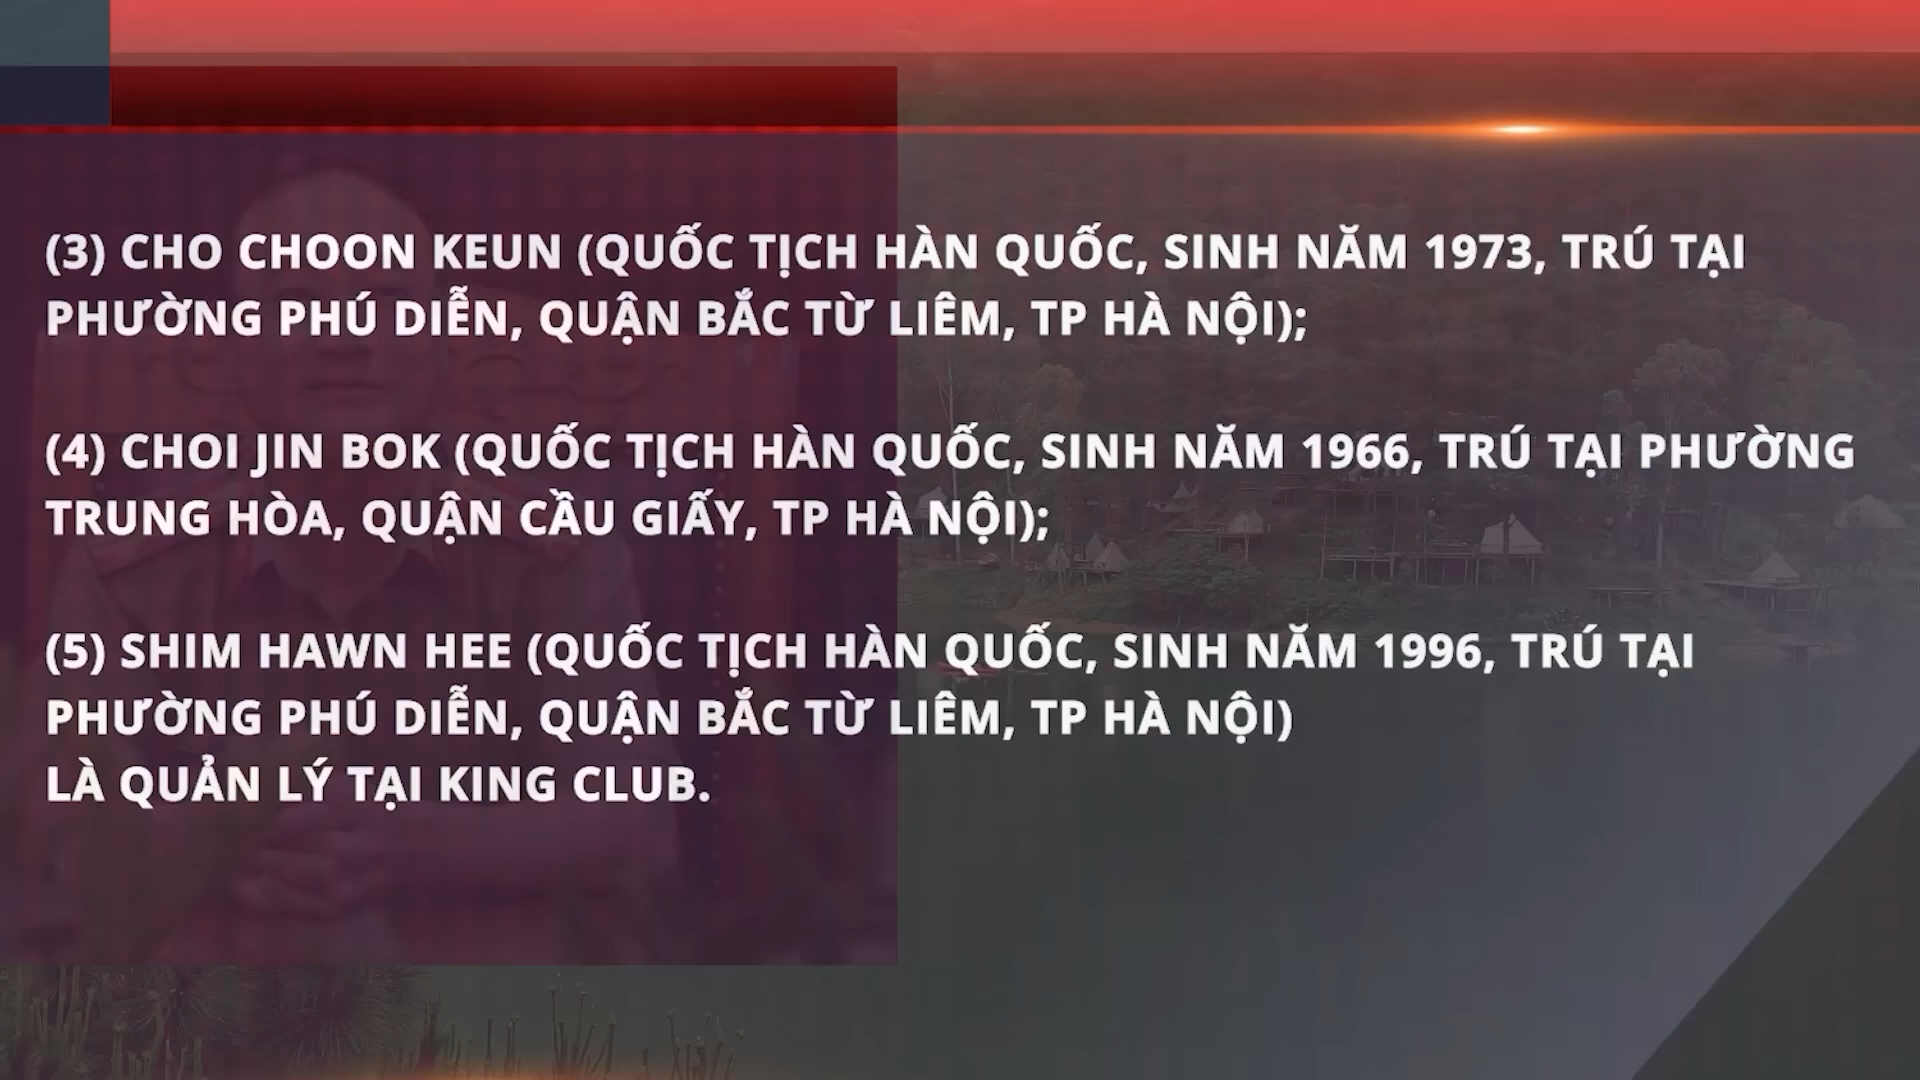 (3) CHO CHOON KEUN (QUỐC TỊCH HÀN QUỐC, SINH NĂM 1973, TRÚ TẠI
PHƯỜNG PHÚ DIỄN, QUẬN BẮC TỪ LIÊM, TP HÀ NỘI);
(4) CHOI JIN BOK (QUỐC TỊCH HÀN QUỐC, SINH NĂM 1966, TRÚ TẠI PHƯỜNG
TRUNG HÒA, QUẬN CẦU GIẤY, TP HÀ NỘI);
(5) SHIM HAWN HEE (QUỐC TỊCH HÀN QUỐC, SINH NĂM 1996, TRÚ TẠI
PHƯỜNG PHÚ DIỄN, QUẬN BẮC TỪ LIÊM, TP HÀ NỘI)
LÀ QUẢN LÝ TẠI KING CLUB.